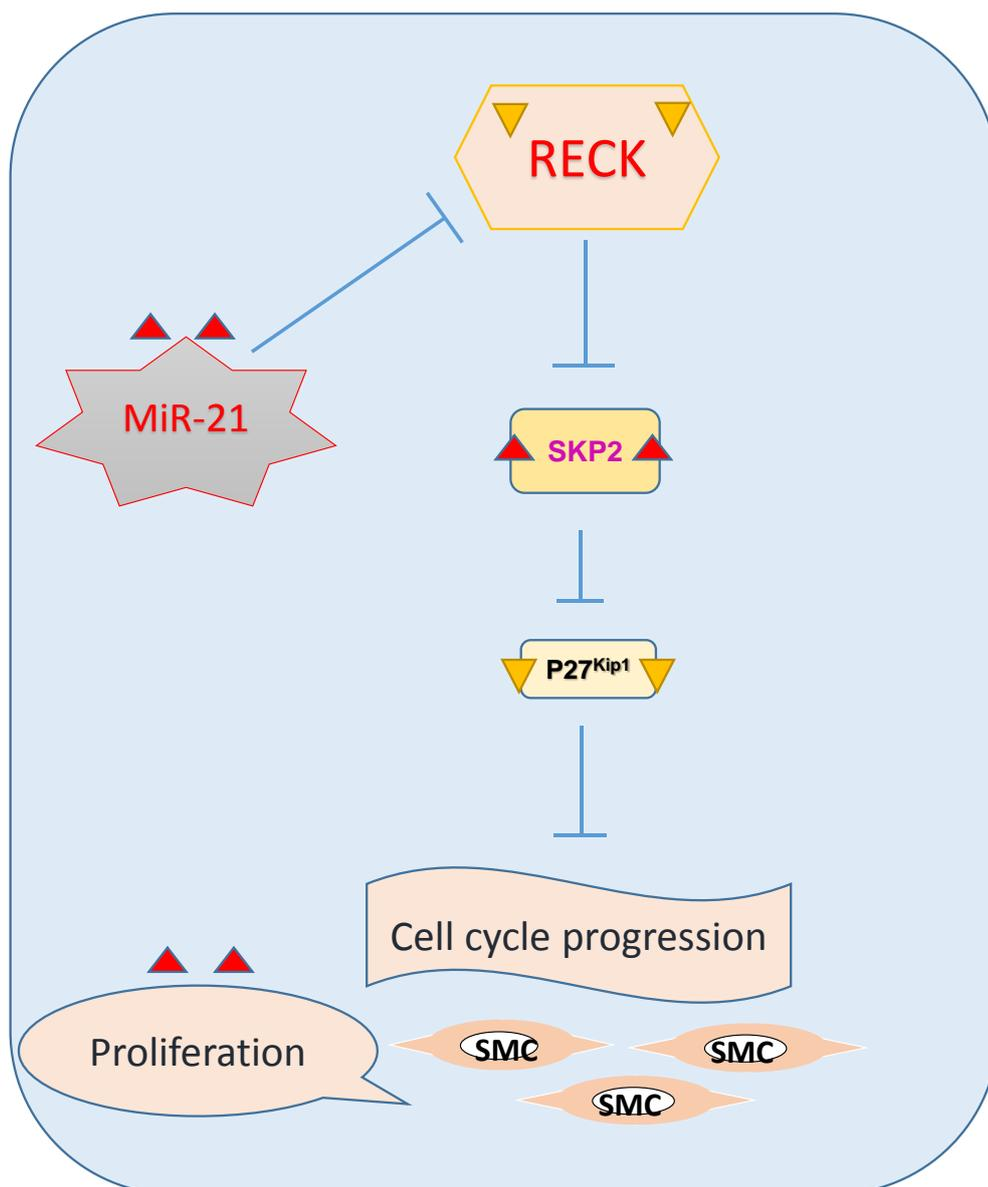 RECK
MiR-21
SKP2
P27Kip1
Cell cycle progression
Proliferation
SMC
SMC
SMC